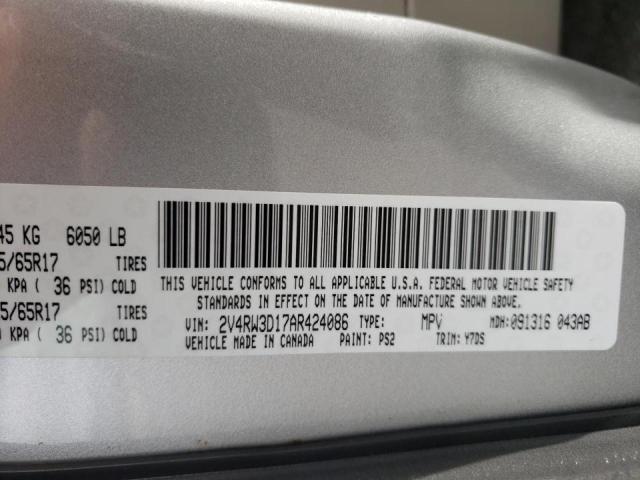 45 KG 6050 LB
5/65R17 TIRES
KPA ( 36 PSI) COLD
5/65R17 TIRES
KPA ( 36 PSI) COLD
THIS VEHICLE CONFORMS TO ALL APPLICABLE U.S.A. FEDERAL MOTOR VEHICLE SAFETY
STANDARDS IN EFFECT ON THE DATE OF MANUFACTURE SHOWN ABOVE.
VIN: 2V4RW3D17AR424086 TYPE: MPV MDH:091316 043AB
VEHICLE MADE IN CANADA PAINT: PS2 TRIM: Y7DS